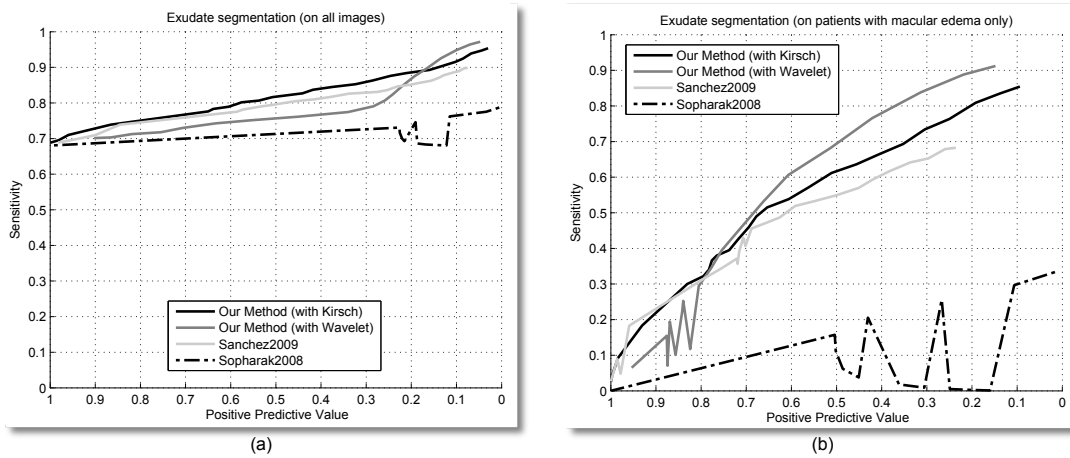 Exudate segmentation (on all images)
1
0.9
0.8
0.7
0.6
0.5
0.4
0.3
0.2
0.1
0
Sensitivity
Our Method (with Kirsch)
Our Method (with Wavelet)
Sanchez2009
Sopharak2008
1 0.9 0.8 0.7 0.6 0.5 0.4 0.3 0.2 0.1 0
Positive Predictive Value
(a)
Exudate segmentation (on patients with macular edema only)
1
0.9
0.8
0.7
0.6
0.5
0.4
0.3
0.2
0.1
0
Sensitivity
Our Method (with Kirsch)
Our Method (with Wavelet)
Sanchez2009
Sopharak2008
1 0.9 0.8 0.7 0.6 0.5 0.4 0.3 0.2 0.1 0
Positive Predictive Value
(b)